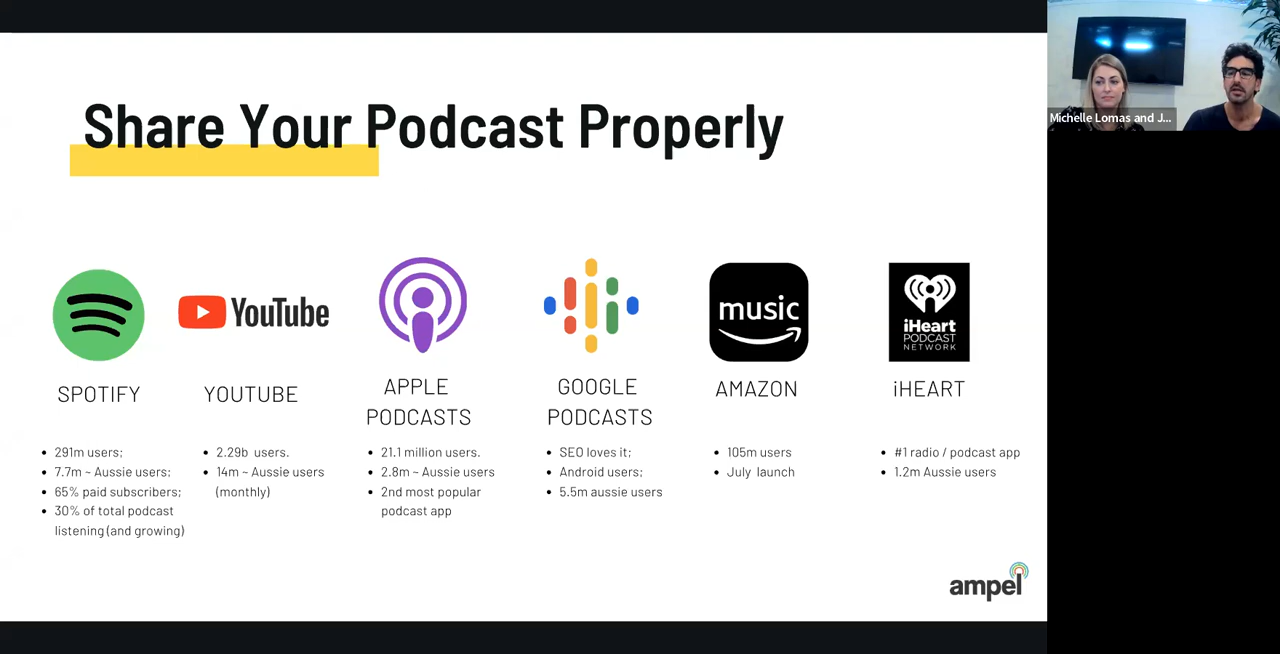 Share Your Podcast Properly
Michelle Lomas and J...
YouTube
music
iHeart
PODCAST
NETWORK
SPOTIFY
YOUTUBE
APPLE
PODCASTS
GOOGLE
PODCASTS
AMAZON
iHEART
291m users;
7.7m ~ Aussie users;
65% paid subscribers;
30% of total podcast
listening (and growing)
2.29b users.
14m ~ Aussie users
(monthly)
21.1 million users.
2.8m ~ Aussie users
2nd most popular
podcast app
SEO loves it;
Android users;
5.5m aussie users
105m users
July launch
#1 radio / podcast app
1.2m Aussie users
ampel